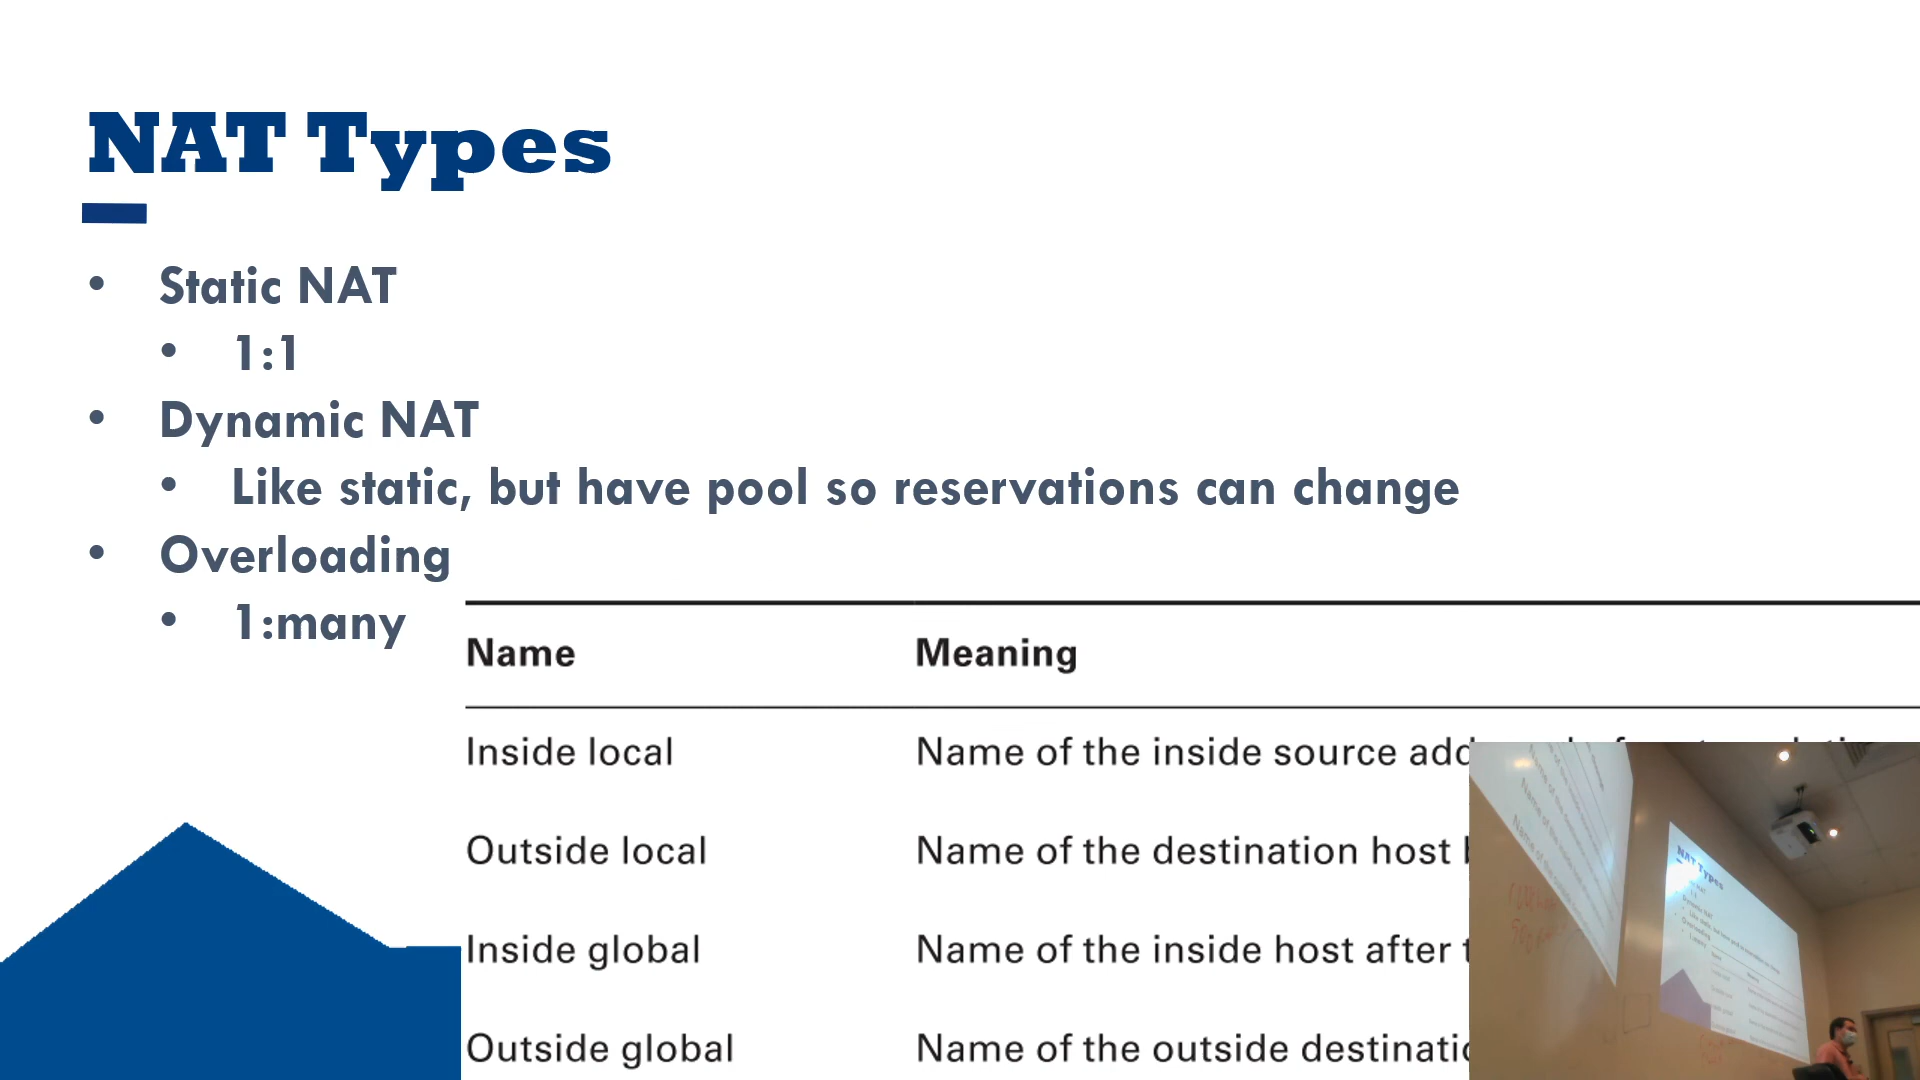 NAT Types
• Static NAT
• 1:1
• Dynamic NAT
• Like static, but have pool so reservations can change
• Overloading
• 1:many
Name Meaning
Inside local Name of the inside source
Outside local Name of the destination host
Inside global Name of the inside host after
Outside global Name of the outside
NAT Types